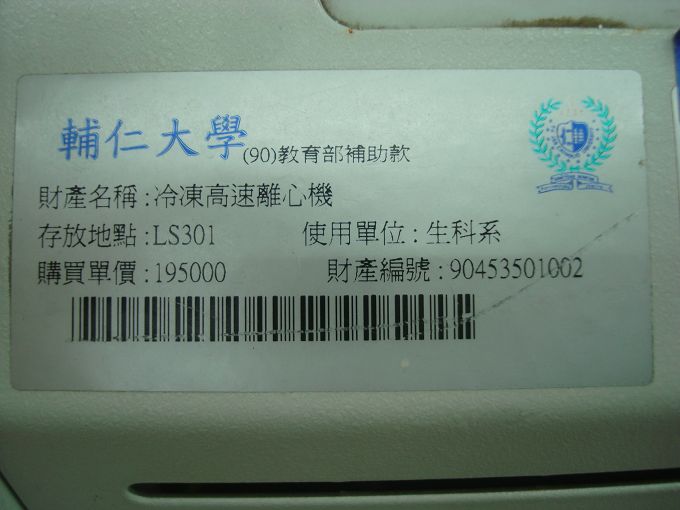 輔仁大學(90)教育部補助款
財產名稱:冷凍高速離心機
存放地點:LS301 使用單位:生科系
購買單價:195000 財產編號:90453501002